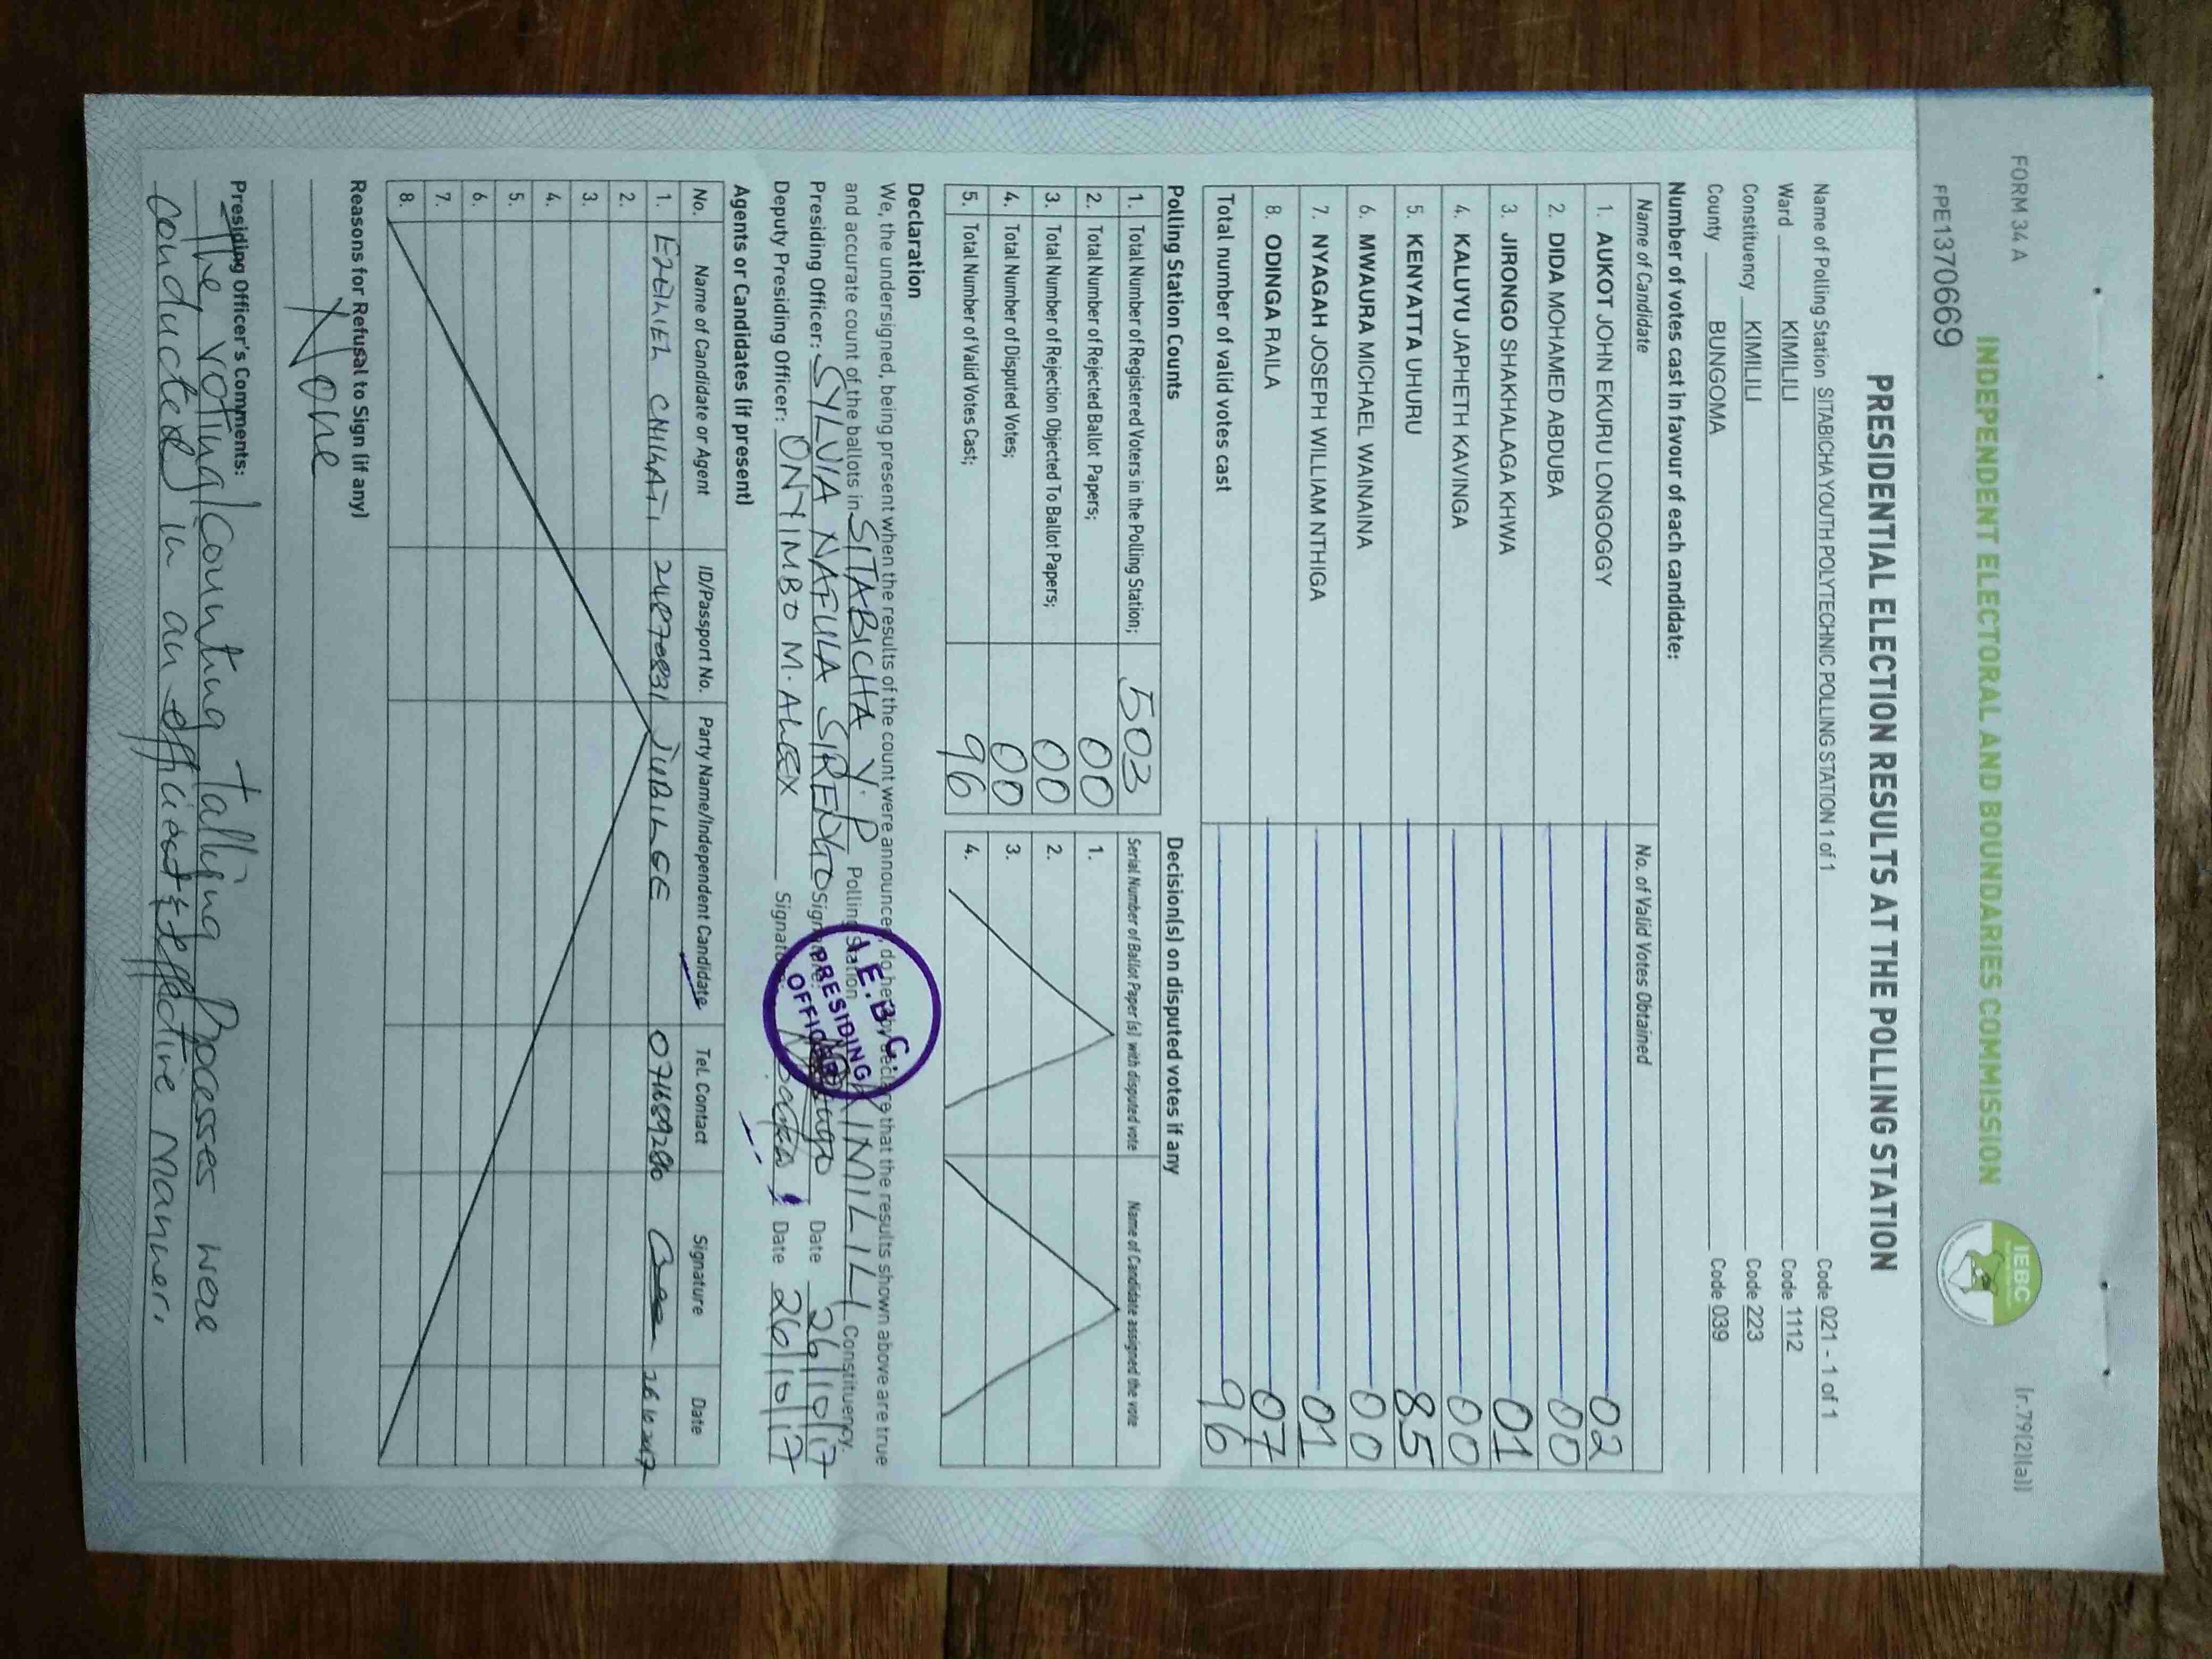 FORM 34 A
[r.79(2)(a)]
INDEPENDENT ELECTORAL AND BOUNDARIES COMMISSION
IEBC
FPE1370669
PRESIDENTIAL ELECTION RESULTS AT THE POLLING STATION
Name of Polling Station SITABICHA YOUTH POLYTECHNIC POLLING STATION 1 of 1 Code 021 - 1 of 1
Ward KIMILILI Code 1112
Constituency KIMILILI Code 223
County BUNGOMA Code 039
Number of votes cast in favour of each candidate:
Name of Candidate No. of Valid Votes Obtained
1. AUKOT JOHN EKURU LONGOGGY 02
2. DIDA MOHAMED ABDUBA 00
3. JIRONGO SHAKHALAGA KHWA 01
4. KALUYU JAPHETH KAVINGA 00
5. KENYATTA UHURU 85
6. MWAURA MICHAEL WAINAINA 00
7. NYAGAH JOSEPH WILLIAM NTHIGA 01
8. ODINGA RAILA 07
Total number of valid votes cast 96
Polling Station Counts
1. Total Number of Registered Voters in the Polling Station; 503
2. Total Number of Rejected Ballot Papers; 00
3. Total Number of Rejection Objected To Ballot Papers; 00
4. Total Number of Disputed Votes; 00
5. Total Number of Valid Votes Cast; 96
Decision(s) on disputed votes if any
Serial Number of Ballot Paper (s) with disputed vote Name of Candidate assigned the vote
1.
2.
3.
4.
Declaration
We, the undersigned, being present when the results of the count were announced, do hereby declare that the results shown above are true
and accurate count of the ballots in SITABICHA Y.P Polling Station KIMILILI Constituency.
Presiding Officer: SYLVIA NAFULA Signature: Date 26/10/17
Deputy Presiding Officer: ONYIMBO M. ALEX Signature: Date 26/10/17
I.E.B.C.
PRESIDING
OFFICER
Agents or Candidates (if present)
No. Name of Candidate or Agent ID/Passport No. Party Name/Independent Candidate Tel. Contact Signature Date
1. EZEKIEL 24870831 JUBILEE
2.
3.
4.
5.
6.
7.
8.
Reasons for Refusal to Sign (if any)
None
Presiding Officer's Comments:
The voting/Counting Tallying Processes were
conducted in an efficient & effective manner.